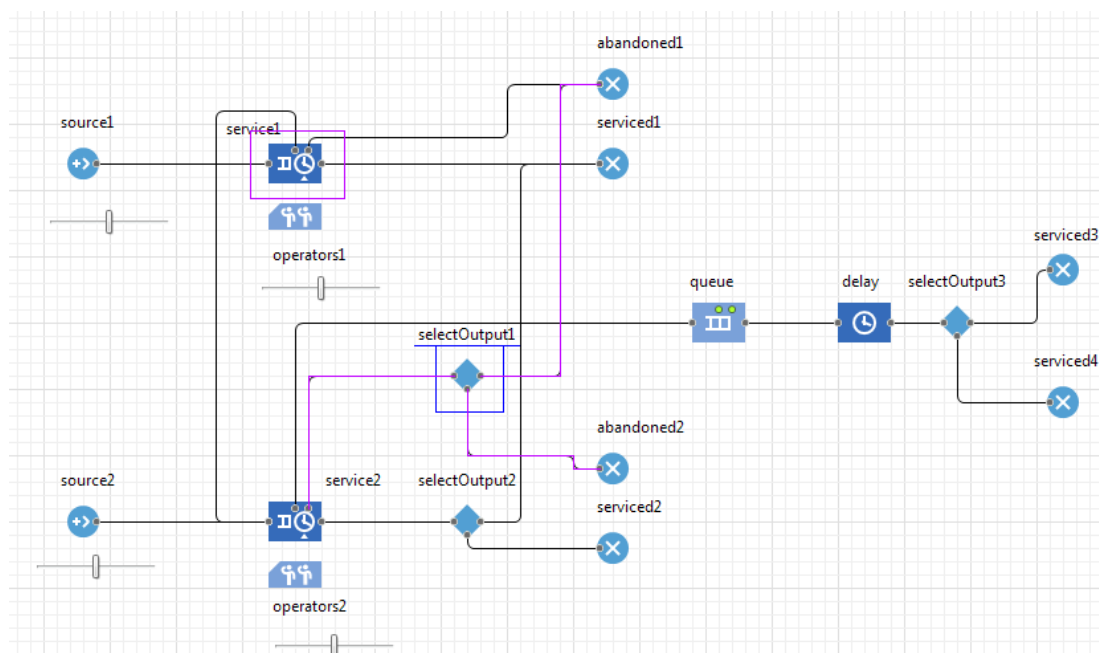 abandoned1
source1
service1
serviced1
operators1
serviced3
queue
delay
selectOutput3
selectOutput1
serviced4
abandoned2
source2
service2
selectOutput2
serviced2
operators2